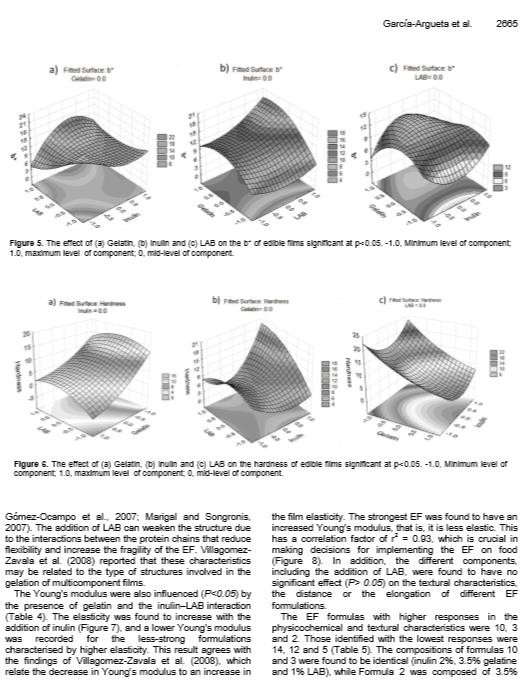 García-Argueta et al. 2665
a) Fitted Surface: b*
Gelatin= 0.0
b) Fitted Surface: b*
Inulin= 0.0
c) Fitted Surface: b*
LAB= 0.0
LAB
Inulin
Gelatin
LAB
Gelatin
Inulin
Figure 5. The effect of (a) Gelatin, (b) Inulin and (c) LAB on the b* of edible films significant at p<0.05. -1.0, Minimum level of component;
1.0, maximum level of component; 0, mid-level of component.
a) Fitted Surface: Hardness
Inulin = 0.0
b) Fitted Surface: Hardness
Gelatin= 0.0
c) Fitted Surface: Hardness
LAB = 0.0
Hardness
LAB
Gelatin
Hardness
LAB
Inulin
Hardness
Gelatin
Inulin
Figure 6. The effect of (a) Gelatin, (b) Inulin and (c) LAB on the hardness of edible films significant at p<0.05. -1.0, Minimum level of
component; 1.0, maximum level of component; 0, mid-level of component.
Gómez-Ocampo et al., 2007; Marigal and Songronis,
2007). The addition of LAB can weaken the structure due
to the interactions between the protein chains that reduce
flexibility and increase the fragility of the EF. Villagomez-
Zavala et al. (2008) reported that these characteristics
may be related to the type of structures involved in the
gelation of multicomponent films.
The Young's modulus were also influenced (P<0.05) by
the presence of gelatin and the inulin–LAB interaction
(Table 4). The elasticity was found to increase with the
addition of inulin (Figure 7), and a lower Young's modulus
was recorded for the less-strong formulations
characterised by higher elasticity. This result agrees with
the findings of Villagomez-Zavala et al. (2008), which
relate the decrease in Young's modulus to an increase in
the film elasticity. The strongest EF was found to have an
increased Young's modulus, that is, it is less elastic. This
has a correlation factor of r² = 0.93, which is crucial in
making decisions for implementing the EF on food
(Figure 8). In addition, the different components,
including the addition of LAB, were found to have no
significant effect (P> 0.05) on the textural characteristics,
the distance or the elongation of different EF
formulations.
The EF formulas with higher responses in the
physicochemical and textural characteristics were 10, 3
and 2. Those identified with the lowest responses were
14, 12 and 5 (Table 5). The compositions of formulas 10
and 3 were found to be identical (inulin 2%, 3.5% gelatine
and 1% LAB), while Formula 2 was composed of 3.5%